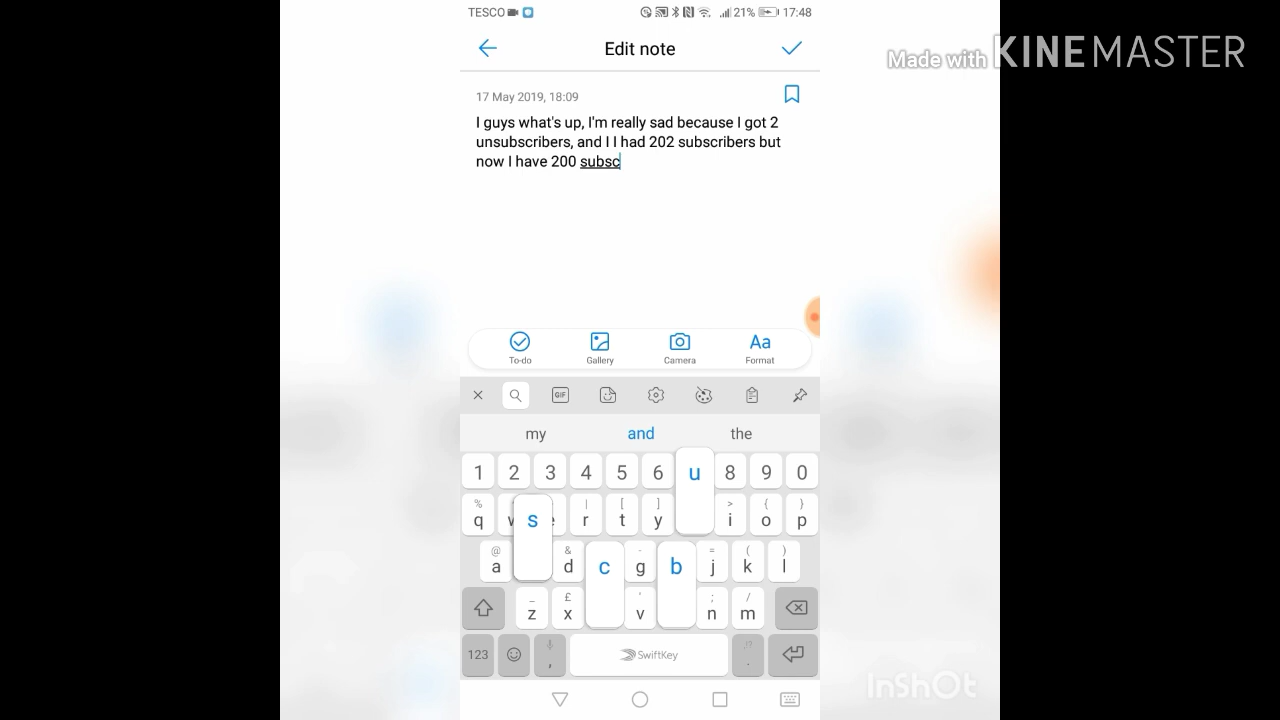 TESCO 21% 17:48
Made with KINEMASTER
Edit note
17 May 2019, 18:09
I guys what's up, I'm really sad because I got 2
unsubscribers, and I I had 202 subscribers but
now I have 200 subsc
To-do Gallery Camera Aa Format
GIF
my and the
1 2 3 4 5 6 u 8 9 0
% | [ ] > { }
q r t y i o p
s
@ & - = ( )
a d c g b j k l
_ £ ' ; /
z x v n m
123 , SwiftKey .
InShOt